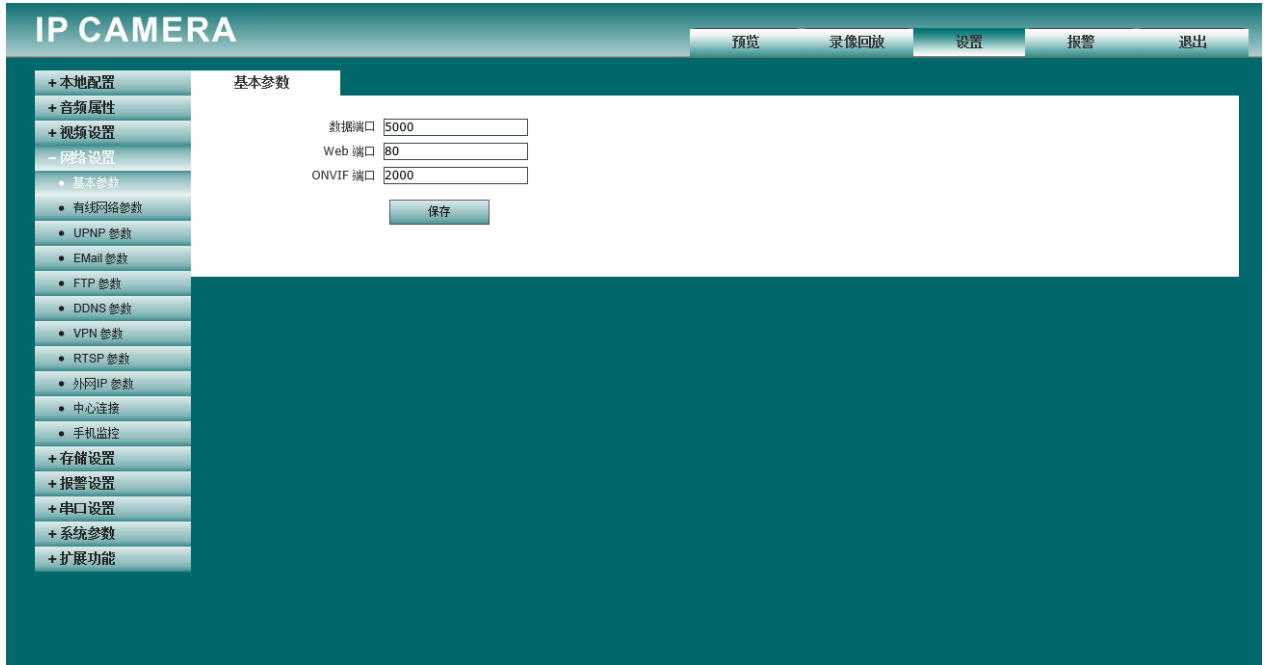 IP CAMERA
预览 录像回放 设置 报警 退出
+本地配置
+音频属性
+视频设置
−网络设置
• 基本参数
• 有线网络参数
• UPNP 参数
• EMail 参数
• FTP 参数
• DDNS 参数
• VPN 参数
• RTSP 参数
• 外网IP 参数
• 中心连接
• 手机监控
+存储设置
+报警设置
+串口设置
+系统参数
+扩展功能
基本参数
数据端口 5000
Web 端口 80
ONVIF 端口 2000
保存